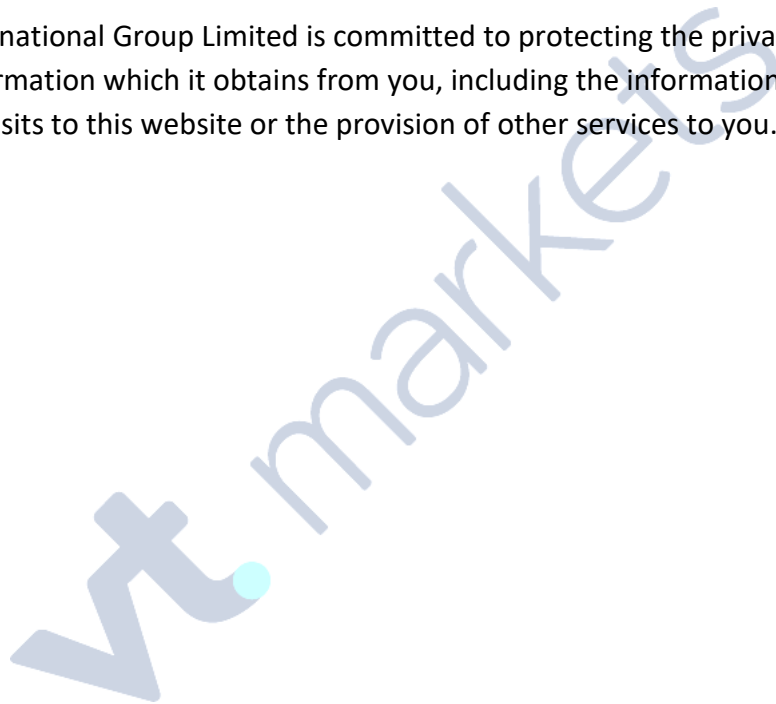 national Group Limited is committed to protecting the priva
rmation which it obtains from you, including the information
sits to this website or the provision of other services to you.
vt. markets